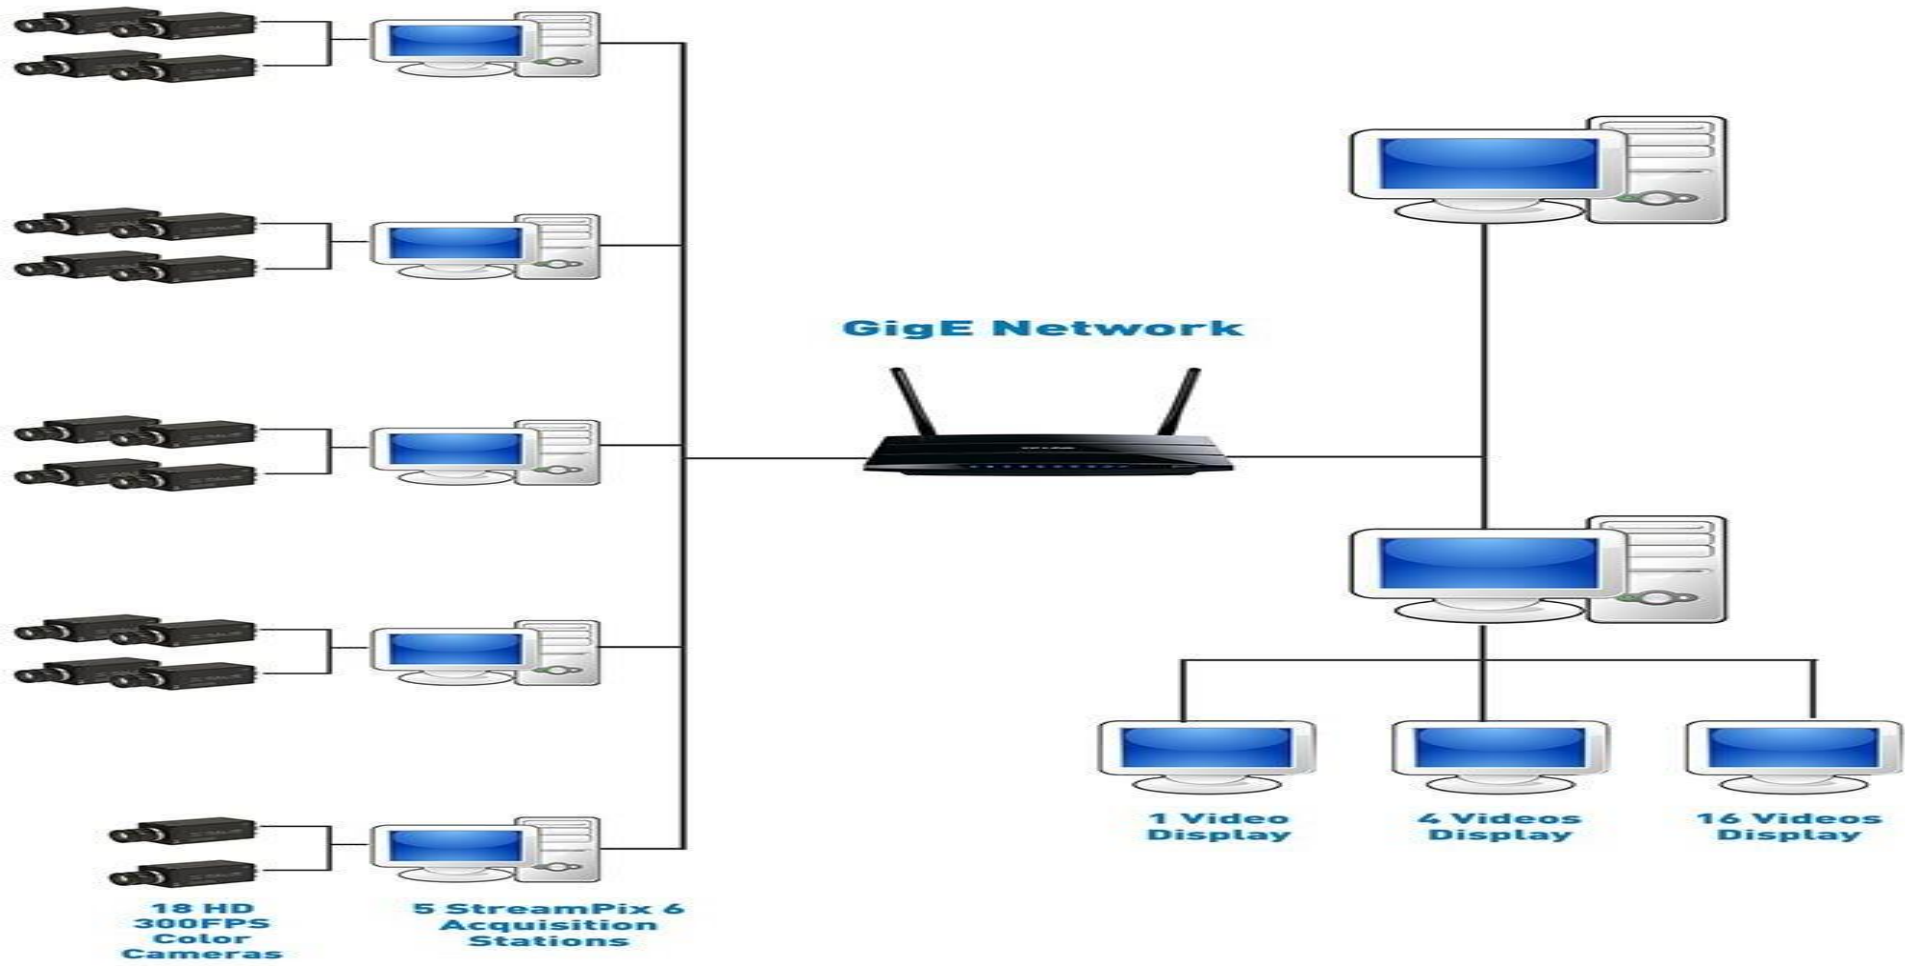 GigE Network
1 Video
Display
4 Videos
Display
16 Videos
Display
18 HD
300FPS
Color
Cameras
5 StreamPix 6
Acquisition
Stations